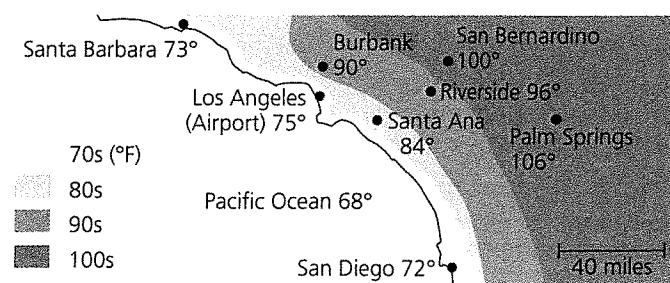 Santa Barbara 73°
Burbank
90°
San Bernardino
100°
Los Angeles
(Airport) 75°
Riverside 96°
Santa Ana
84°
Palm Springs
106°
70s (°F)
80s
90s
100s
Pacific Ocean 68°
San Diego 72°
40 miles